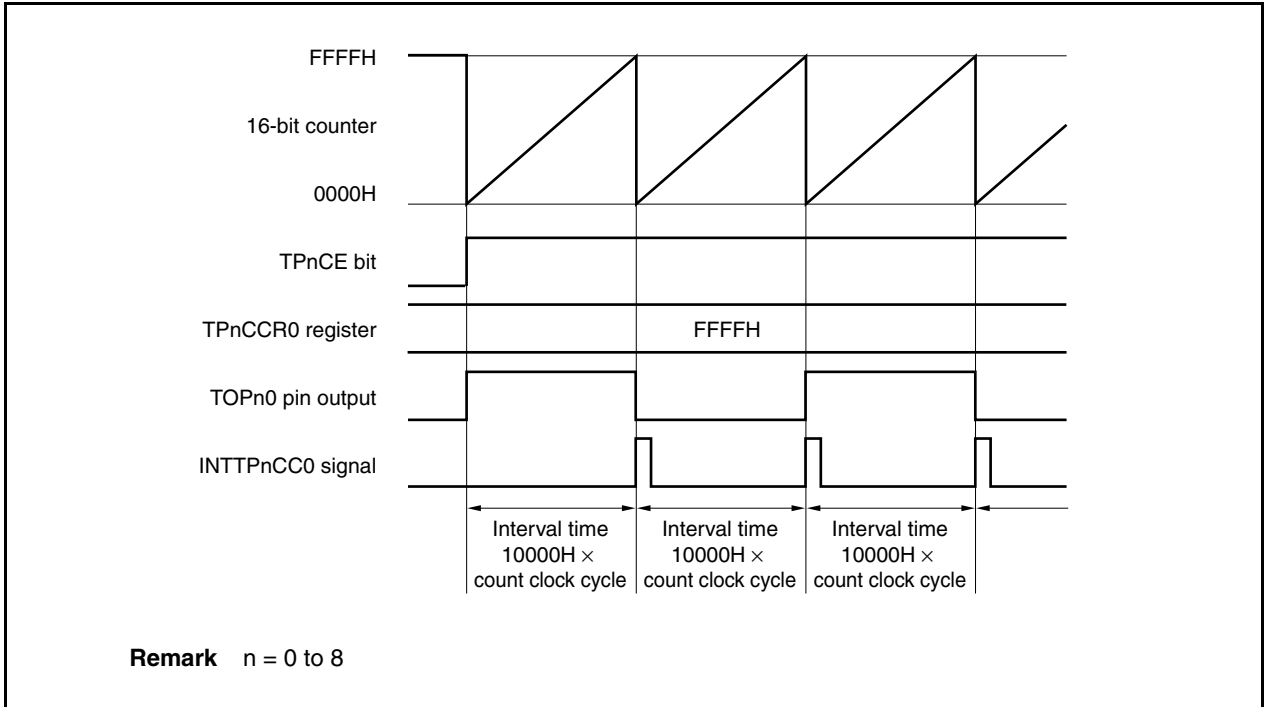 FFFFH
16-bit counter
0000H
TPnCE bit
TPnCCR0 register
FFFFH
TOPn0 pin output
INTTPnCC0 signal
Interval time
10000H ×
count clock cycle
Interval time
10000H ×
count clock cycle
Interval time
10000H ×
count clock cycle
Remark n = 0 to 8